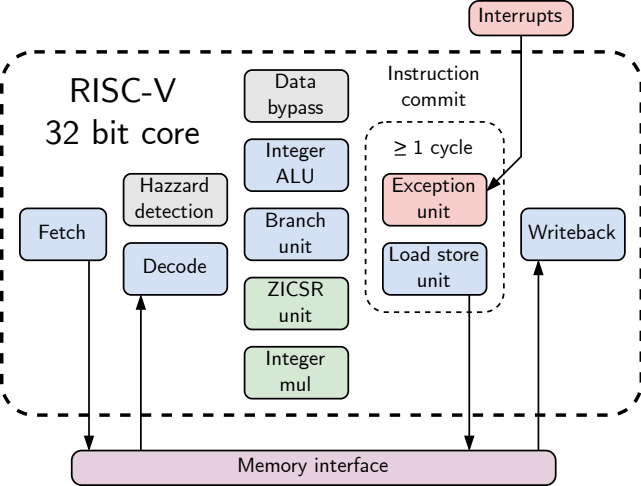 Interrupts
RISC-V
32 bit core
Data
bypass
Instruction
commit
≥ 1 cycle
Integer
ALU
Hazzard
detection
Exception
unit
Fetch
Branch
unit
Writeback
Decode
Load store
unit
ZICSR
unit
Integer
mul
Memory interface